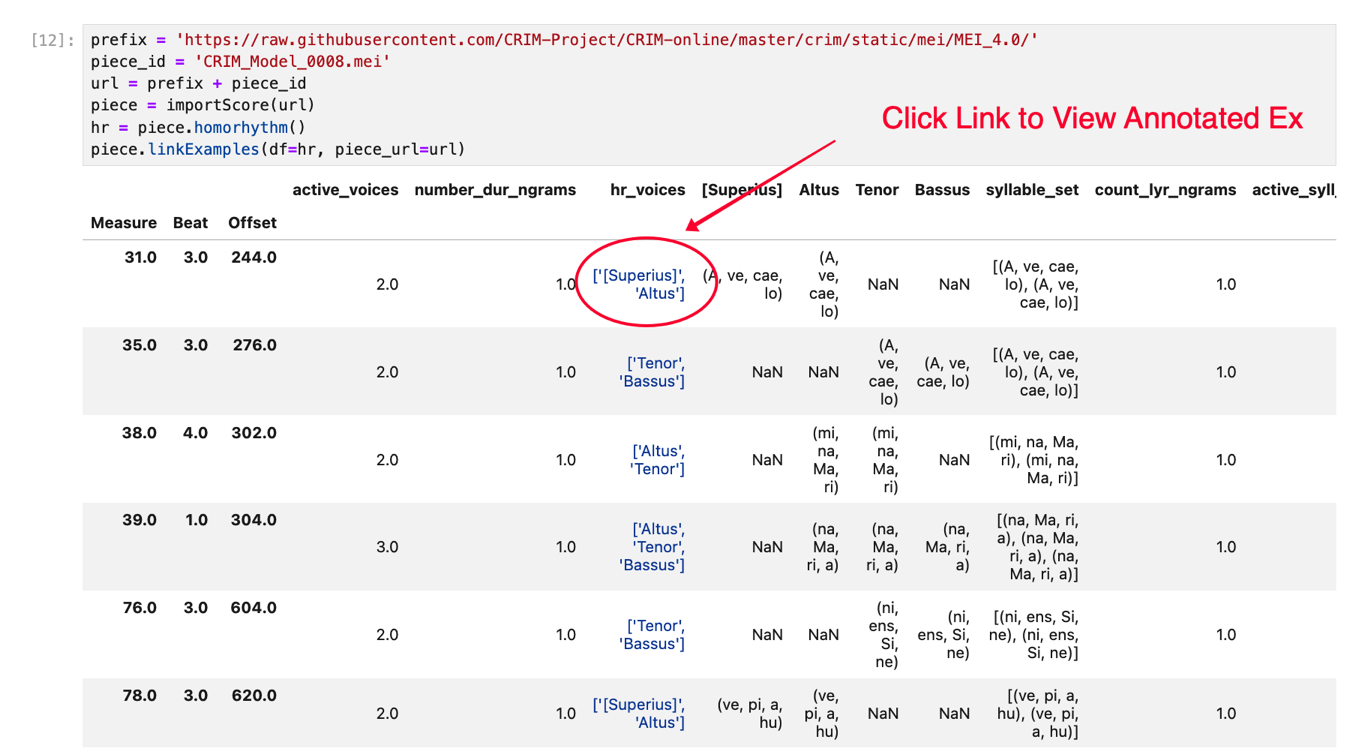 [12]: prefix = 'https://raw.githubusercontent.com/CRIM-Project/CRIM-online/master/crim/static/mei/MEI_4.0/'
piece_id = 'CRIM_Model_0008.mei'
url = prefix + piece_id
piece = importScore(url)
hr = piece.homorhythm()
piece.linkExamples(df=hr, piece_url=url)
Click Link to View Annotated Ex
active_voices number_dur_ngrams hr_voices [Superius] Altus Tenor Bassus syllable_set count_lyr_ngrams active_syll_
Measure Beat Offset
31.0 3.0 244.0 2.0 1.0 ['[Superius]', 'Altus'] (A, ve, cae, lo) (A, ve, cae, lo) NaN NaN [(A, ve, cae, lo), (A, ve, cae, lo)] 1.0
35.0 3.0 276.0 2.0 1.0 ['Tenor', 'Bassus'] NaN NaN (A, ve, cae, lo) (A, ve, cae, lo) [(A, ve, cae, lo), (A, ve, cae, lo)] 1.0
38.0 4.0 302.0 2.0 1.0 ['Altus', 'Tenor'] NaN (mi, na, Ma, ri) (mi, na, Ma, ri) NaN [(mi, na, Ma, ri), (mi, na, Ma, ri)] 1.0
39.0 1.0 304.0 3.0 1.0 ['Altus', 'Tenor', 'Bassus'] NaN (na, Ma, ri, a) (na, Ma, ri, a) (na, Ma, ri, a) [(na, Ma, ri, a), (na, Ma, ri, a), (na, Ma, ri, a)] 1.0
76.0 3.0 604.0 2.0 1.0 ['Tenor', 'Bassus'] NaN NaN (ni, ens, Si, ne) (ni, ens, Si, ne) [(ni, ens, Si, ne), (ni, ens, Si, ne)] 1.0
78.0 3.0 620.0 2.0 1.0 ['[Superius]', 'Altus'] (ve, pi, a, hu) (ve, pi, a, hu) NaN NaN [(ve, pi, a, hu), (ve, pi, a, hu)] 1.0